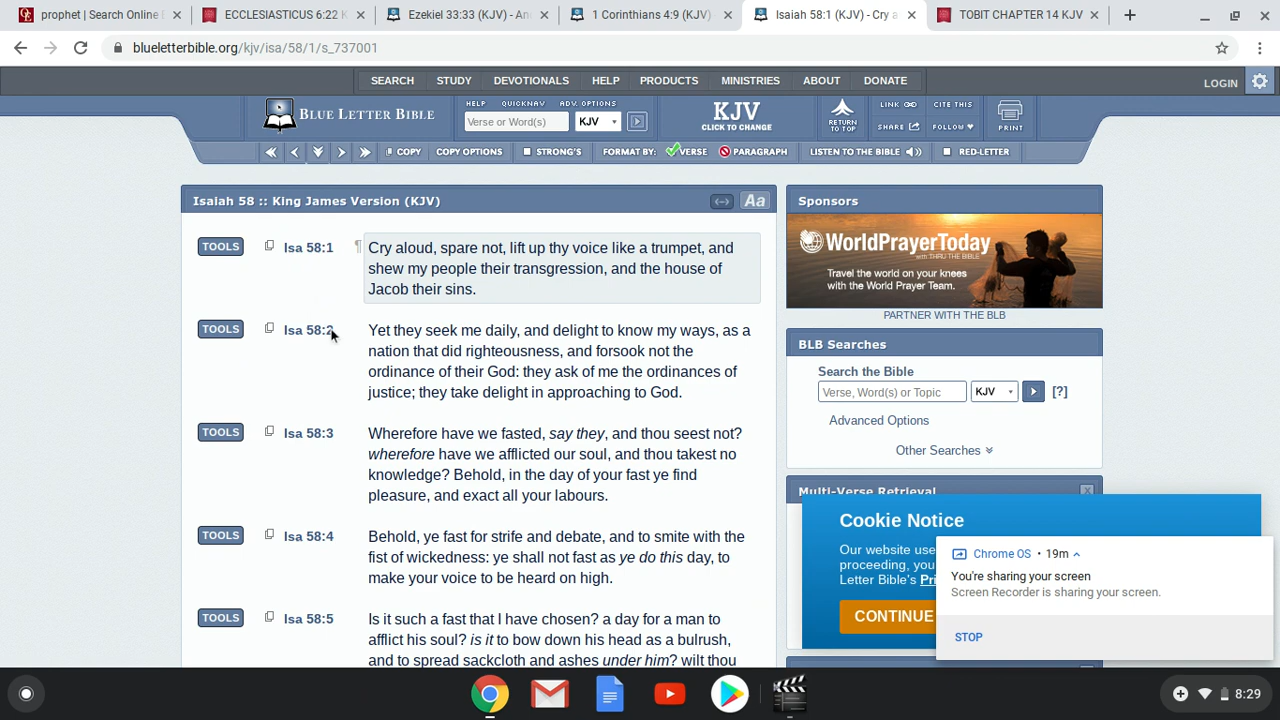 prophet | Search Online E
ECCLESIASTICUS 6:22 K
Ezekiel 33:33 (KJV) - An
1 Corinthians 4:9 (KJV)
Isaiah 58:1 (KJV) - Cry a
TOBIT CHAPTER 14 KJV
blueletterbible.org/kjv/isa/58/1/s_737001
SEARCH STUDY DEVOTIONALS HELP PRODUCTS MINISTRIES ABOUT DONATE
LOGIN
BLUE LETTER BIBLE
HELP QUICKNAV ADV. OPTIONS
Verse or Word(s) KJV
KJV
CLICK TO CHANGE
RETURN
TO TOP
LINK CITE THIS
SHARE FOLLOW
PRINT
COPY COPY OPTIONS STRONG'S FORMAT BY: VERSE PARAGRAPH LISTEN TO THE BIBLE RED-LETTER
Isaiah 58 :: King James Version (KJV) Aa
TOOLS Isa 58:1 ¶ Cry aloud, spare not, lift up thy voice like a trumpet, and
shew my people their transgression, and the house of
Jacob their sins.
TOOLS Isa 58:2 Yet they seek me daily, and delight to know my ways, as a
nation that did righteousness, and forsook not the
ordinance of their God: they ask of me the ordinances of
justice; they take delight in approaching to God.
TOOLS Isa 58:3 Wherefore have we fasted, say they, and thou seest not?
wherefore have we afflicted our soul, and thou takest no
knowledge? Behold, in the day of your fast ye find
pleasure, and exact all your labours.
TOOLS Isa 58:4 Behold, ye fast for strife and debate, and to smite with the
fist of wickedness: ye shall not fast as ye do this day, to
make your voice to be heard on high.
TOOLS Isa 58:5 Is it such a fast that I have chosen? a day for a man to
afflict his soul? is it to bow down his head as a bulrush,
and to spread sackcloth and ashes under him? wilt thou
Sponsors
WorldPrayerToday
with THRU the BIBLE
Travel the world on your knees
with the World Prayer Team.
PARTNER WITH THE BLB
BLB Searches
Search the Bible
Verse, Word(s) or Topic KJV [?]
Advanced Options
Other Searches
Multi-Verse Retrieval
Cookie Notice
Our website use
proceeding, you
Letter Bible's Pri
CONTINUE
Chrome OS • 19m
You're sharing your screen
Screen Recorder is sharing your screen.
STOP
8:29